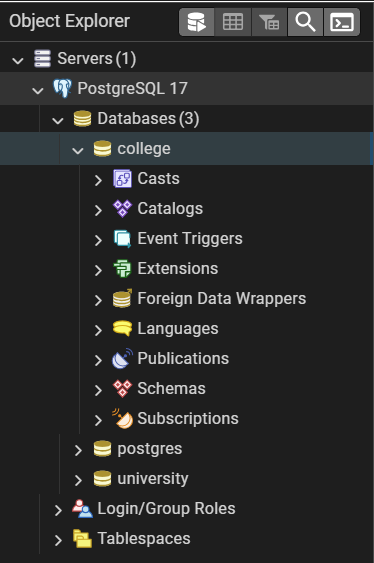 Object Explorer
Servers (1)
PostgreSQL 17
Databases (3)
college
Casts
Catalogs
Event Triggers
Extensions
Foreign Data Wrappers
Languages
Publications
Schemas
Subscriptions
postgres
university
Login/Group Roles
Tablespaces